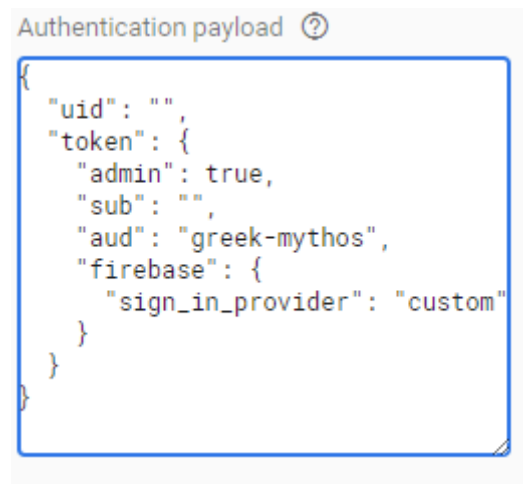 Authentication payload ?
{
  "uid": "",
  "token": {
    "admin": true,
    "sub": "",
    "aud": "greek-mythos",
    "firebase": {
      "sign_in_provider": "custom"
    }
  }
}